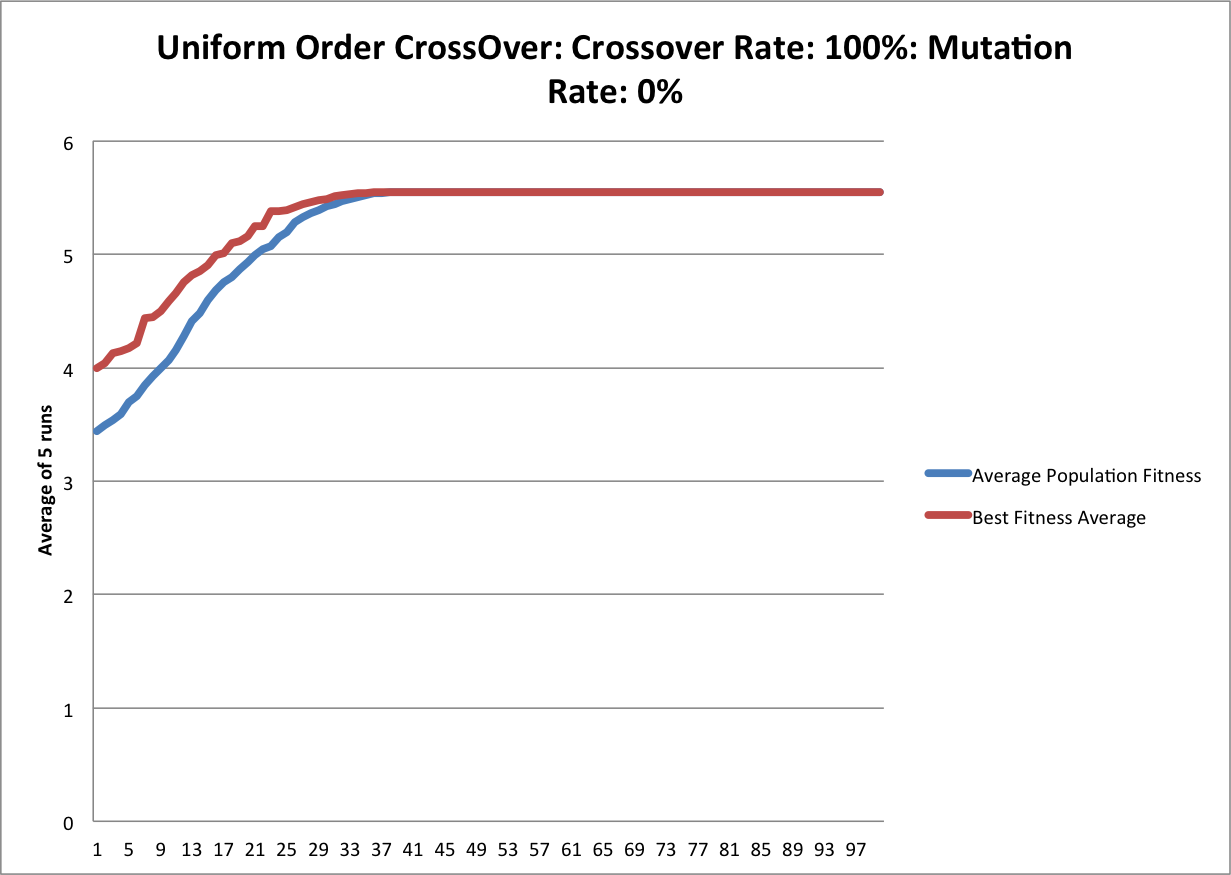 Uniform Order CrossOver: Crossover Rate: 100%: Mutation
Rate: 0%
6
5
4
3
2
1
0
Average of 5 runs
1 5 9 13 17 21 25 29 33 37 41 45 49 53 57 61 65 69 73 77 81 85 89 93 97
Average Population Fitness
Best Fitness Average